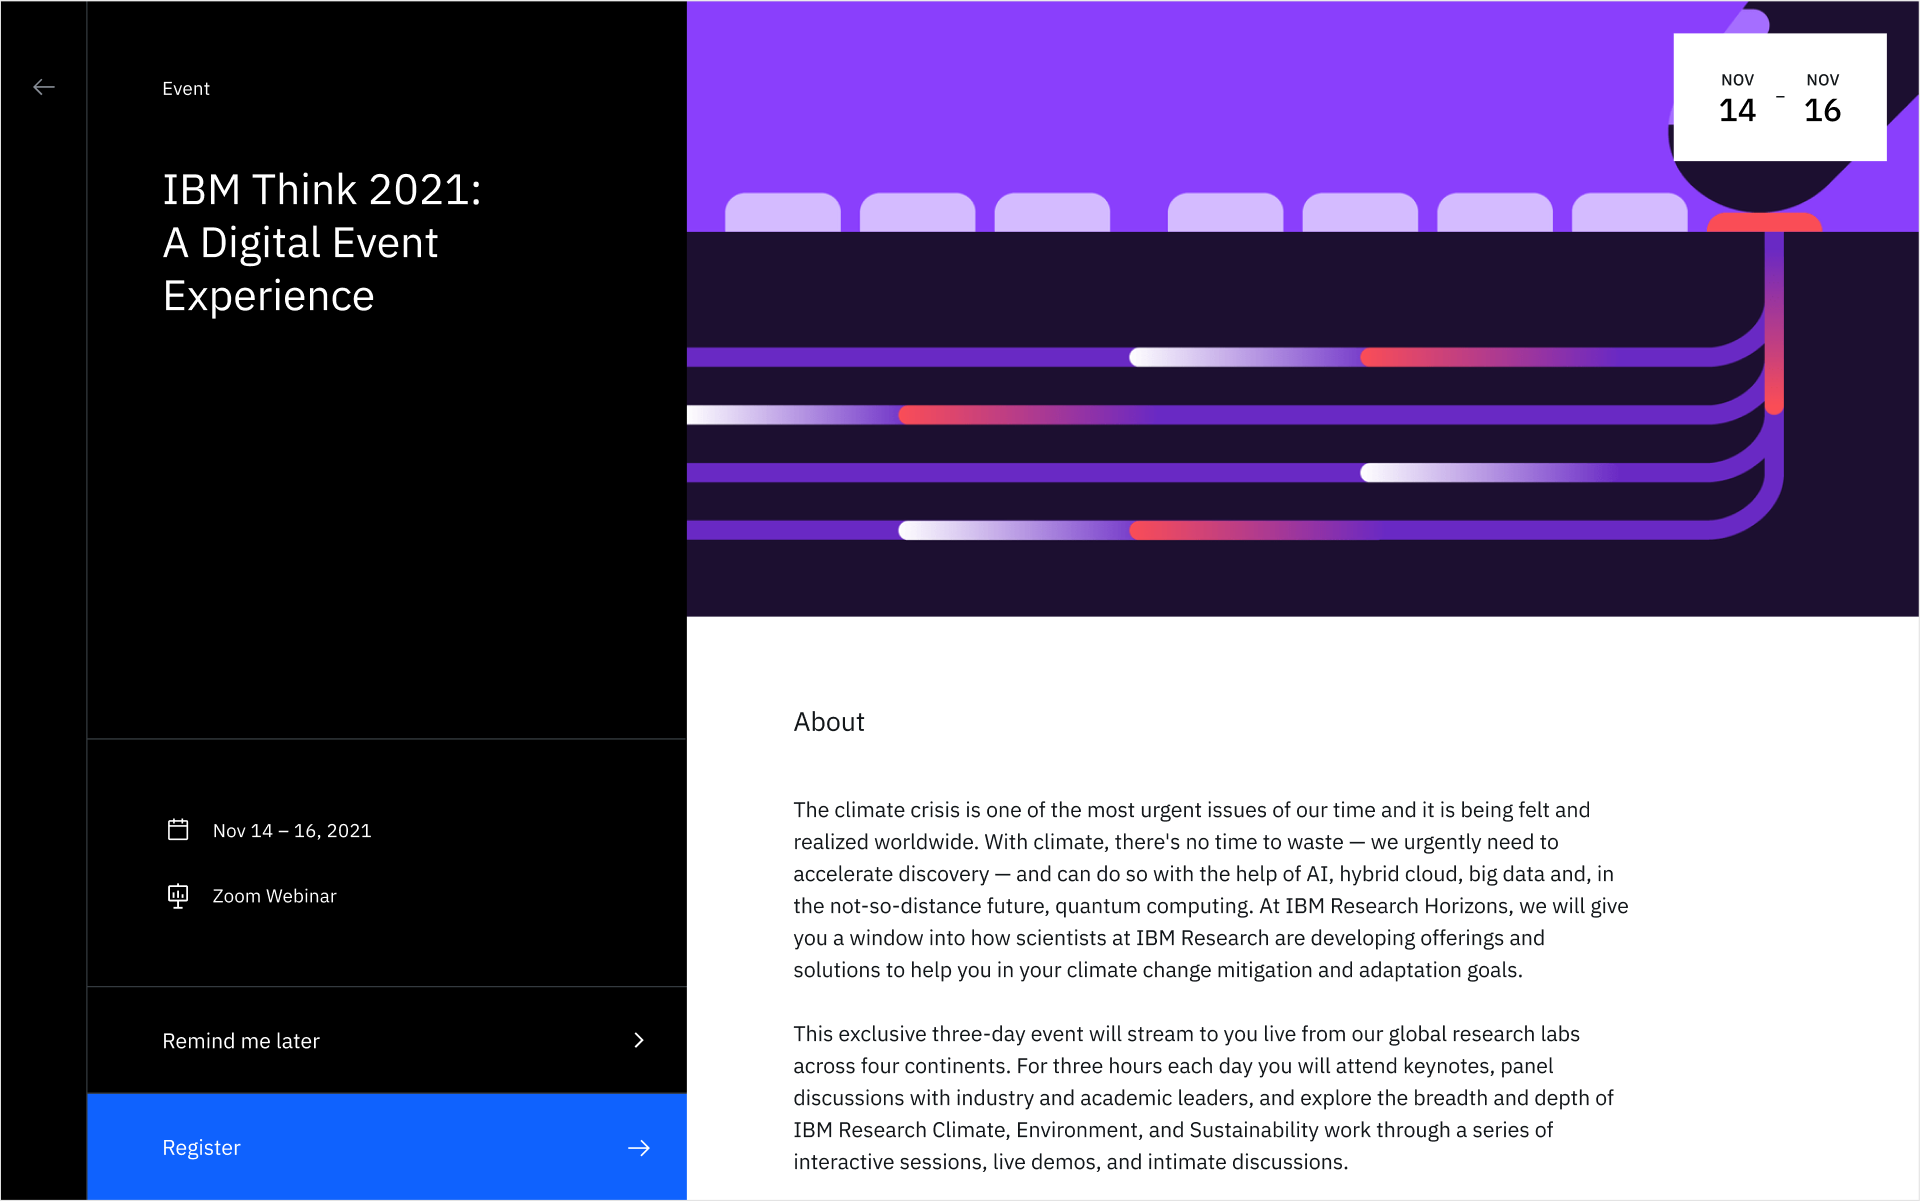 Event
IBM Think 2021:
A Digital Event
Experience
Nov 14 – 16, 2021
Zoom Webinar
Remind me later
Register
NOV – NOV
14 16
About
The climate crisis is one of the most urgent issues of our time and it is being felt and
realized worldwide. With climate, there's no time to waste — we urgently need to
accelerate discovery — and can do so with the help of AI, hybrid cloud, big data and, in
the not-so-distance future, quantum computing. At IBM Research Horizons, we will give
you a window into how scientists at IBM Research are developing offerings and
solutions to help you in your climate change mitigation and adaptation goals.
This exclusive three-day event will stream to you live from our global research labs
across four continents. For three hours each day you will attend keynotes, panel
discussions with industry and academic leaders, and explore the breadth and depth of
IBM Research Climate, Environment, and Sustainability work through a series of
interactive sessions, live demos, and intimate discussions.